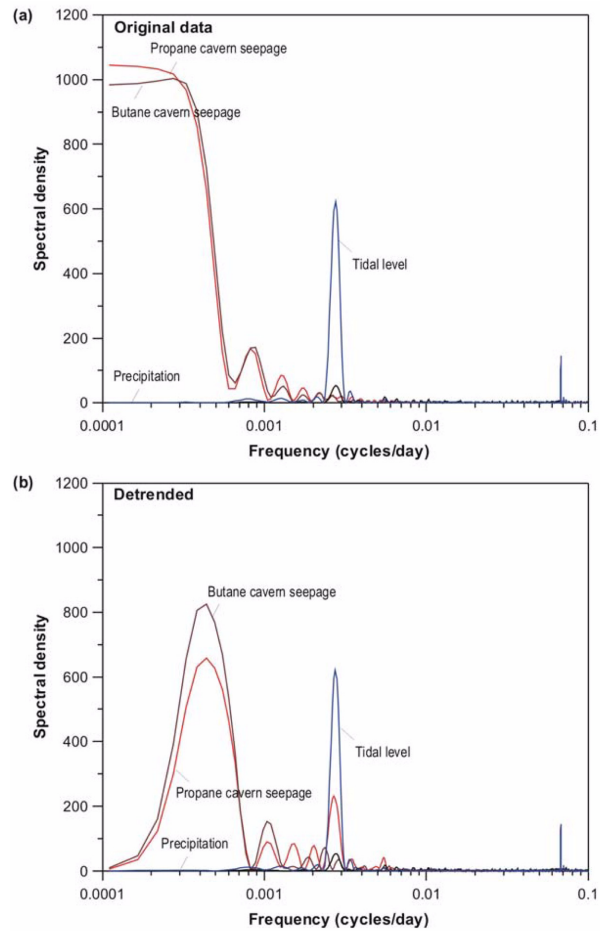 (a)
Original data
Propane cavern seepage
Butane cavern seepage
Tidal level
Precipitation
Spectral density
1200
1000
800
600
400
200
0
0.0001
0.001
0.01
0.1
Frequency (cycles/day)
(b)
Detrended
Butane cavern seepage
Tidal level
Propane cavern seepage
Precipitation
Spectral density
1200
1000
800
600
400
200
0
0.0001
0.001
0.01
0.1
Frequency (cycles/day)